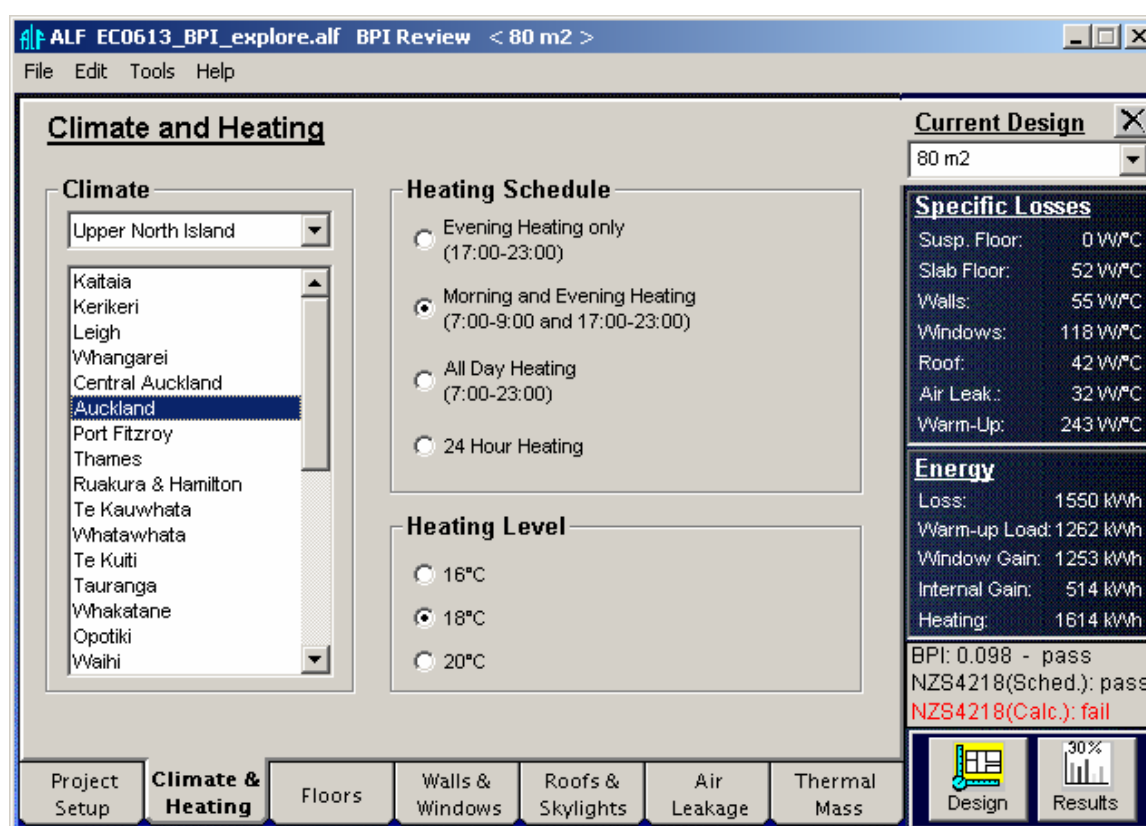 ALF EC0613_BPI_explore.alf BPI Review < 80 m2 >
File Edit Tools Help
Climate and Heating
Climate
Upper North Island
Kaitaia
Kerikeri
Leigh
Whangarei
Central Auckland
Auckland
Port Fitzroy
Thames
Ruakura & Hamilton
Te Kauwhata
Whatawhata
Te Kuiti
Tauranga
Whakatane
Opotiki
Waihi
Heating Schedule
Evening Heating only
(17:00-23:00)
Morning and Evening Heating
(7:00-9:00 and 17:00-23:00)
All Day Heating
(7:00-23:00)
24 Hour Heating
Heating Level
16°C
18°C
20°C
Current Design
80 m2
Specific Losses
Susp. Floor: 0 W/°C
Slab Floor: 52 W/°C
Walls: 55 W/°C
Windows: 118 W/°C
Roof: 42 W/°C
Air Leak.: 32 W/°C
Warm-Up: 243 W/°C
Energy
Loss: 1550 kWh
Warm-up Load: 1262 kWh
Window Gain: 1253 kWh
Internal Gain: 514 kWh
Heating: 1614 kWh
BPI: 0.098 - pass
NZS4218(Sched.): pass
NZS4218(Calc.): fail
30%
Design Results
Project Setup
Climate & Heating
Floors
Walls & Windows
Roofs & Skylights
Air Leakage
Thermal Mass